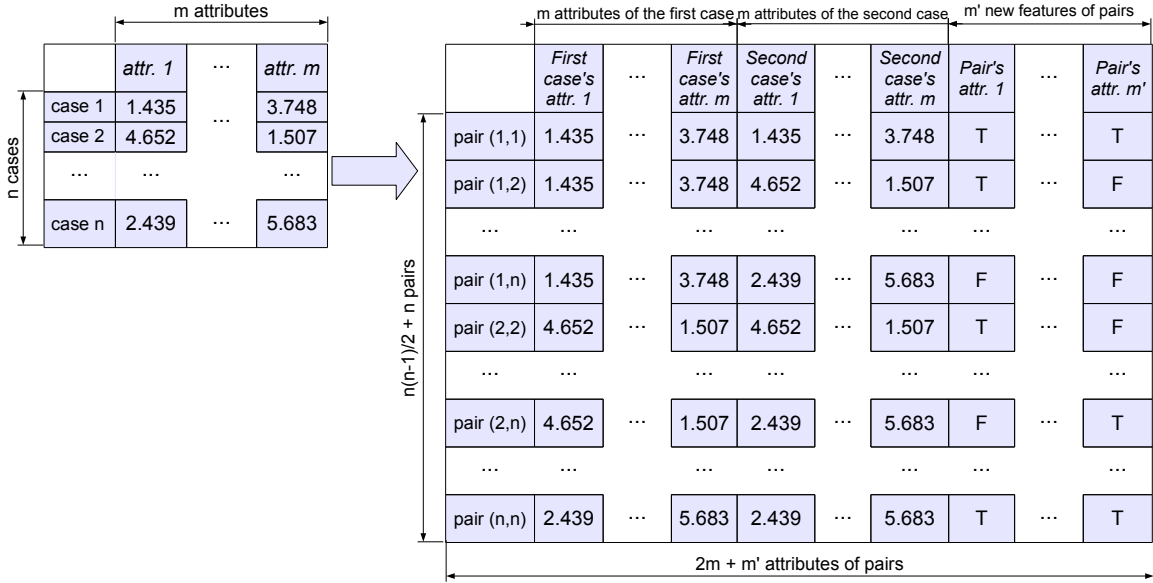 m attributes
attr. 1 ... attr. m
case 1 1.435 ... 3.748
case 2 4.652 1.507
... ... ...
case n 2.439 ... 5.683
n cases
m attributes of the first case m attributes of the second case m' new features of pairs
First case's attr. 1 ... First case's attr. m Second case's attr. 1 ... Second case's attr. m Pair's attr. 1 ... Pair's attr. m'
pair (1,1) 1.435 ... 3.748 1.435 ... 3.748 T ... T
pair (1,2) 1.435 ... 3.748 4.652 ... 1.507 T ... F
... ... ... ... ... ... ...
pair (1,n) 1.435 ... 3.748 2.439 ... 5.683 F ... F
pair (2,2) 4.652 ... 1.507 4.652 ... 1.507 T ... F
... ... ... ... ... ... ...
pair (2,n) 4.652 ... 1.507 2.439 ... 5.683 F ... T
... ... ... ... ... ... ...
pair (n,n) 2.439 ... 5.683 2.439 ... 5.683 T ... T
n(n-1)/2 + n pairs
2m + m' attributes of pairs